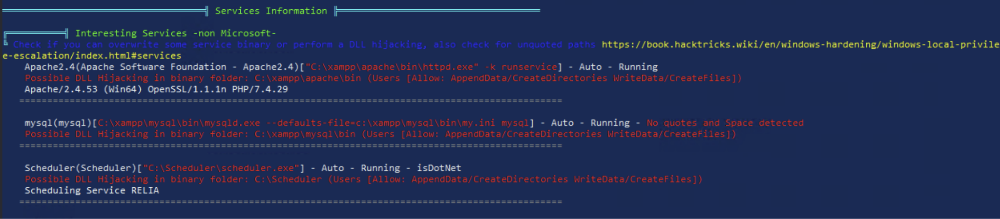 Services Information
Interesting Services -non Microsoft-
Check if you can overwrite some service binary or perform a DLL hijacking, also check for unquoted paths https://book.hacktricks.wiki/en/windows-hardening/windows-local-privile
e-escalation/index.html#services
Apache2.4(Apache Software Foundation - Apache2.4)["C:\xampp\apache\bin\httpd.exe" -k runservice] - Auto - Running
Possible DLL Hijacking in binary folder: C:\xampp\apache\bin (Users [Allow: AppendData/CreateDirectories WriteData/CreateFiles])
Apache/2.4.53 (Win64) OpenSSL/1.1.1n PHP/7.4.29
=================================================================================================
mysql(mysql)[C:\xampp\mysql\bin\mysqld.exe --defaults-file=c:\xampp\mysql\bin\my.ini mysql] - Auto - Running - No quotes and Space detected
Possible DLL Hijacking in binary folder: C:\xampp\mysql\bin (Users [Allow: AppendData/CreateDirectories WriteData/CreateFiles])
=================================================================================================
Scheduler(Scheduler)["C:\Scheduler\scheduler.exe"] - Auto - Running - isDotNet
Possible DLL Hijacking in binary folder: C:\Scheduler (Users [Allow: AppendData/CreateDirectories WriteData/CreateFiles])
Scheduling Service RELIA
=================================================================================================